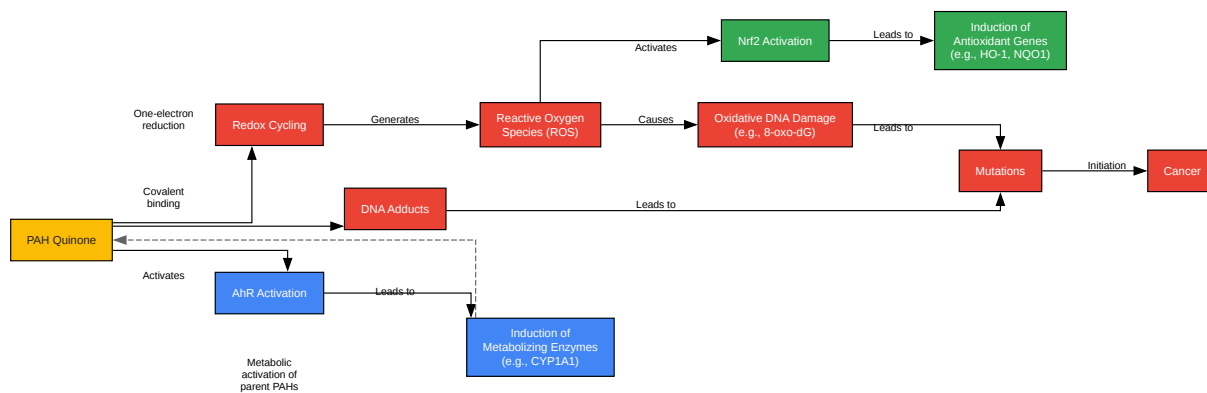 Induction of
Antioxidant Genes
(e.g., HO-1, NQO1)
Nrf2 Activation
Leads to
Activates
One-electron
reduction
Redox Cycling
Generates
Reactive Oxygen
Species (ROS)
Causes
Oxidative DNA Damage
(e.g., 8-oxo-dG)
Leads to
Mutations
Initiation
Cancer
Covalent
binding
DNA Adducts
Leads to
PAH Quinone
Activates
AhR Activation
Leads to
Induction of
Metabolizing Enzymes
(e.g., CYP1A1)
Metabolic
activation of
parent PAHs